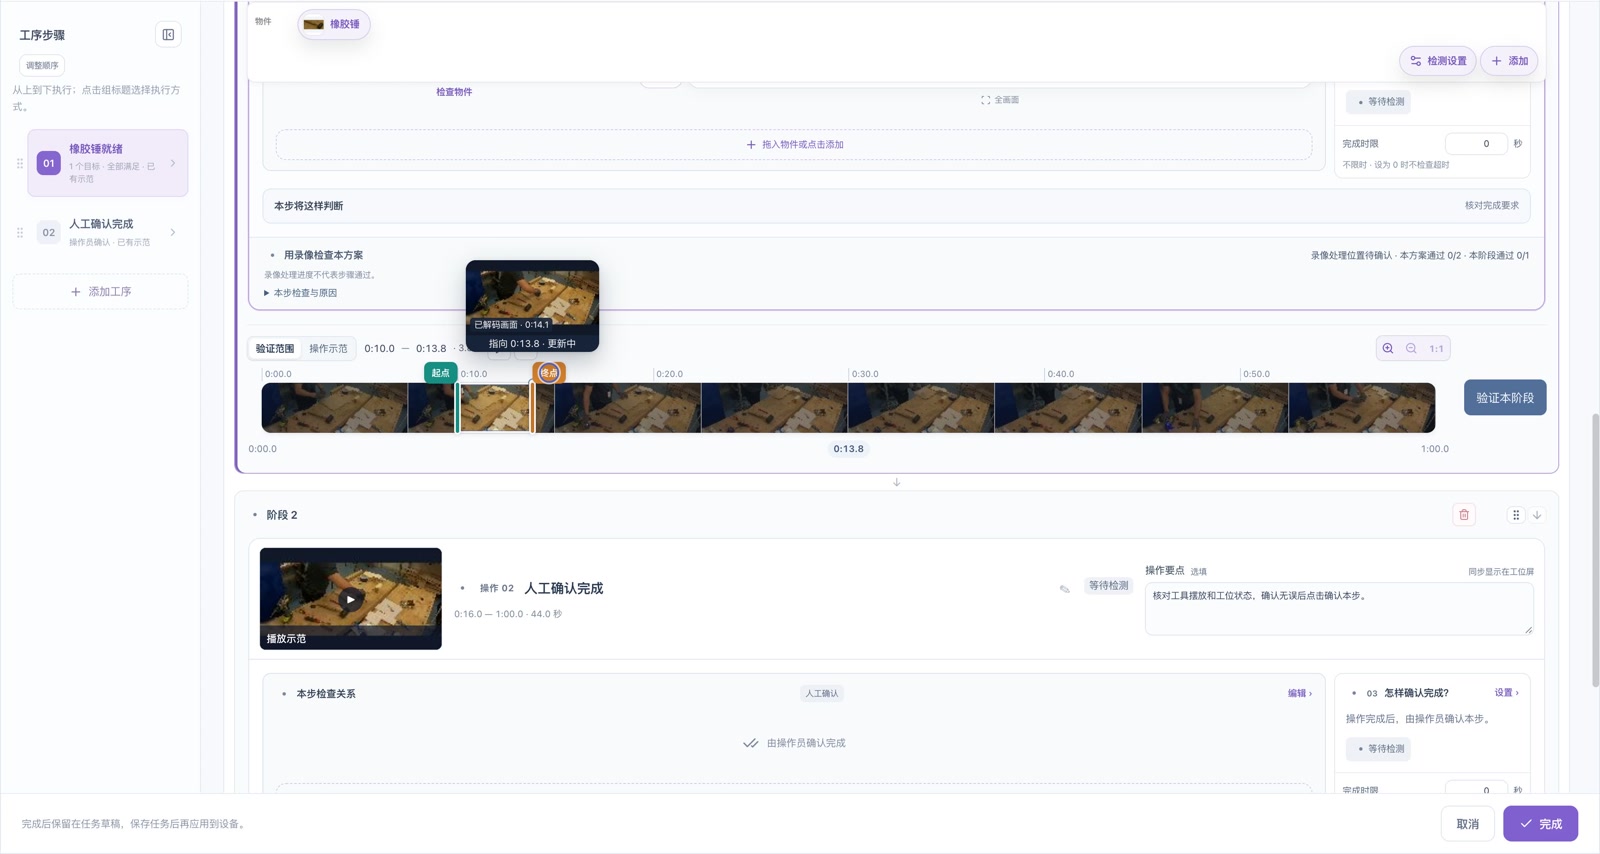 工序步骤
调整顺序
从上到下执行；点击组标题选择执行方式。
01
橡胶锤就绪
1 个目标 · 全部满足 · 已有示范
02
人工确认完成
操作员确认 · 已有示范
添加工序
物件
橡胶锤
检测设置
添加
检查物件
全画面
等待检测
拖入物件或点击添加
完成时限
0
秒
不限时 · 设为 0 时不检查超时
本步将这样判断
核对完成要求
用录像检查本方案
录像处理位置待确认 · 本方案通过 0/2 · 本阶段通过 0/1
录像处理进度不代表步骤通过。
本步检查与原因
已解码画面 · 0:14.1
指向 0:13.8 · 更新中
验证范围
操作示范
0:10.0 — 0:13.8
1:1
起点
终点
0:00.0
0:10.0
0:20.0
0:30.0
0:40.0
0:50.0
验证本阶段
0:00.0
0:13.8
1:00.0
阶段 2
播放示范
操作 02
人工确认完成
0:16.0 — 1:00.0 · 44.0 秒
等待检测
操作要点
选填
同步显示在工位屏
核对工具摆放和工位状态，确认无误后点击确认本步。
本步检查关系
人工确认
编辑
由操作员确认完成
03
怎样确认完成?
设置
操作完成后，由操作员确认本步。
等待检测
完成时限
0
秒
完成后保留在任务草稿，保存任务后再应用到设备。
取消
完成